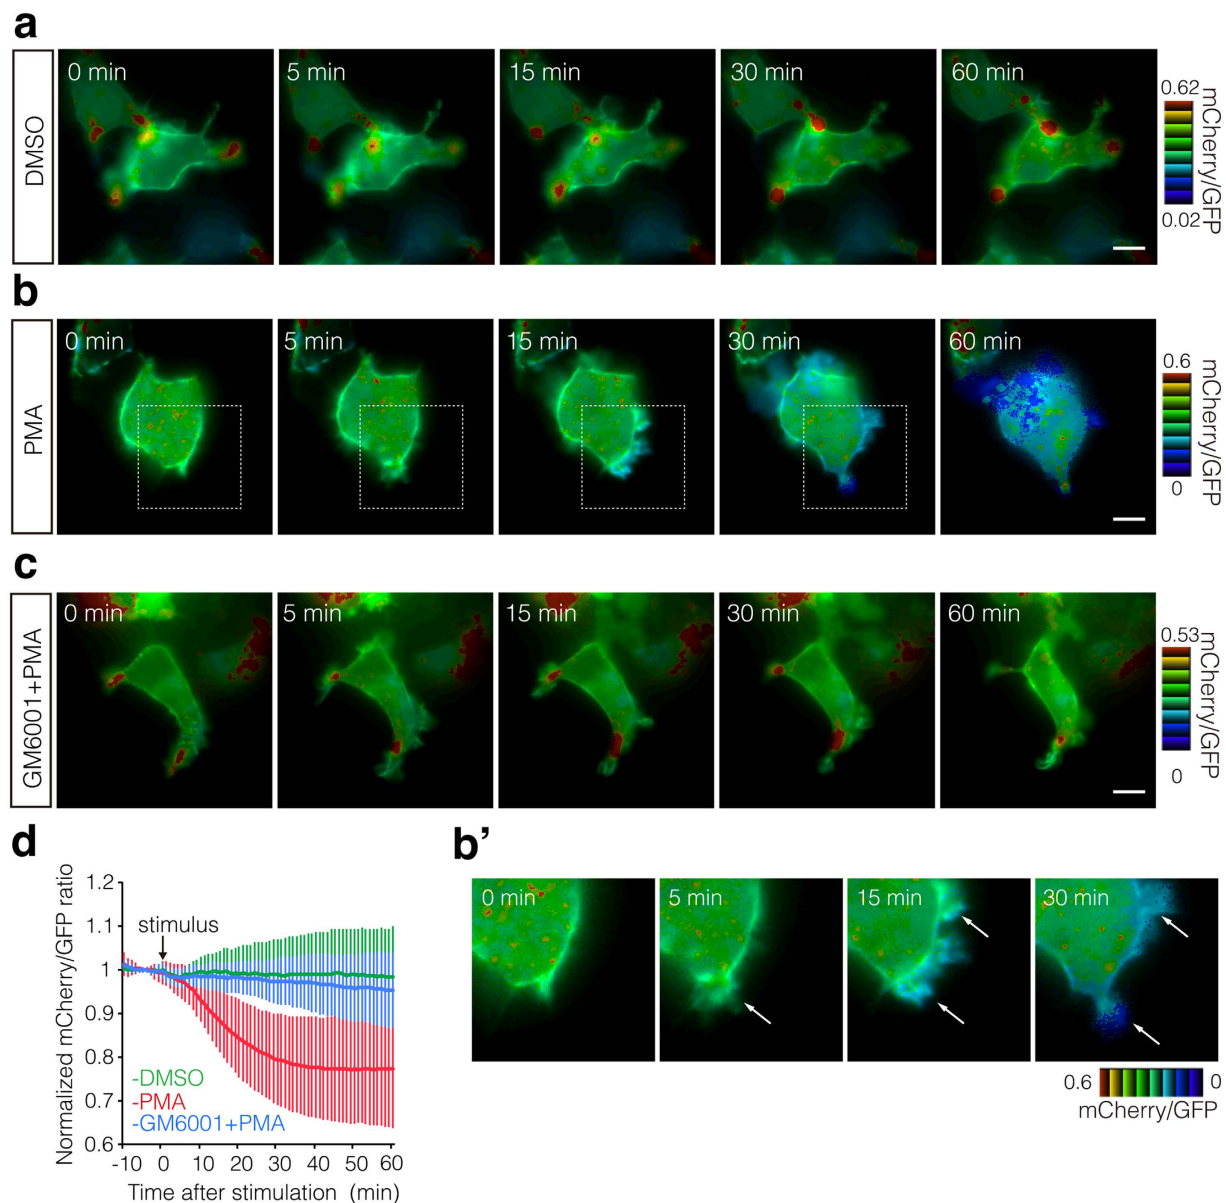 a
DMSO
0 min
5 min
15 min
30 min
60 min
0.62
0.02
mCherry/GFP
b
PMA
0 min
5 min
15 min
30 min
60 min
0.6
0
mCherry/GFP
c
GM6001+PMA
0 min
5 min
15 min
30 min
60 min
0.53
0
mCherry/GFP
d
Normalized mCherry/GFP ratio
1.2
1.1
1
0.9
0.8
0.7
0.6
stimulus
-DMSO
-PMA
-GM6001+PMA
-10 0 10 20 30 40 50 60
Time after stimulation (min)
b’
0 min
5 min
15 min
30 min
0.6 0
mCherry/GFP